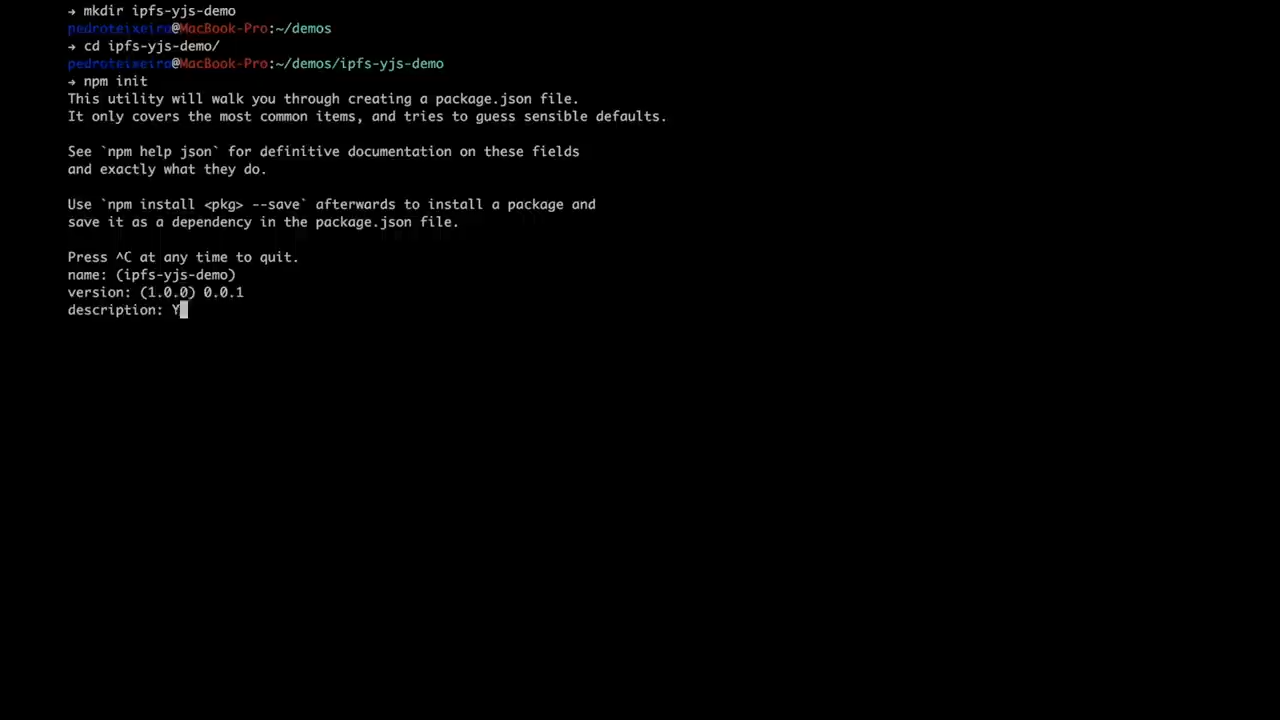 → mkdir ipfs-yjs-demo
pedroteixeira@MacBook-Pro:~/demos
→ cd ipfs-yjs-demo/
pedroteixeira@MacBook-Pro:~/demos/ipfs-yjs-demo
→ npm init
This utility will walk you through creating a package.json file.
It only covers the most common items, and tries to guess sensible defaults.
See `npm help json` for definitive documentation on these fields
and exactly what they do.
Use `npm install <pkg> --save` afterwards to install a package and
save it as a dependency in the package.json file.
Press ^C at any time to quit.
name: (ipfs-yjs-demo)
version: (1.0.0) 0.0.1
description: Y